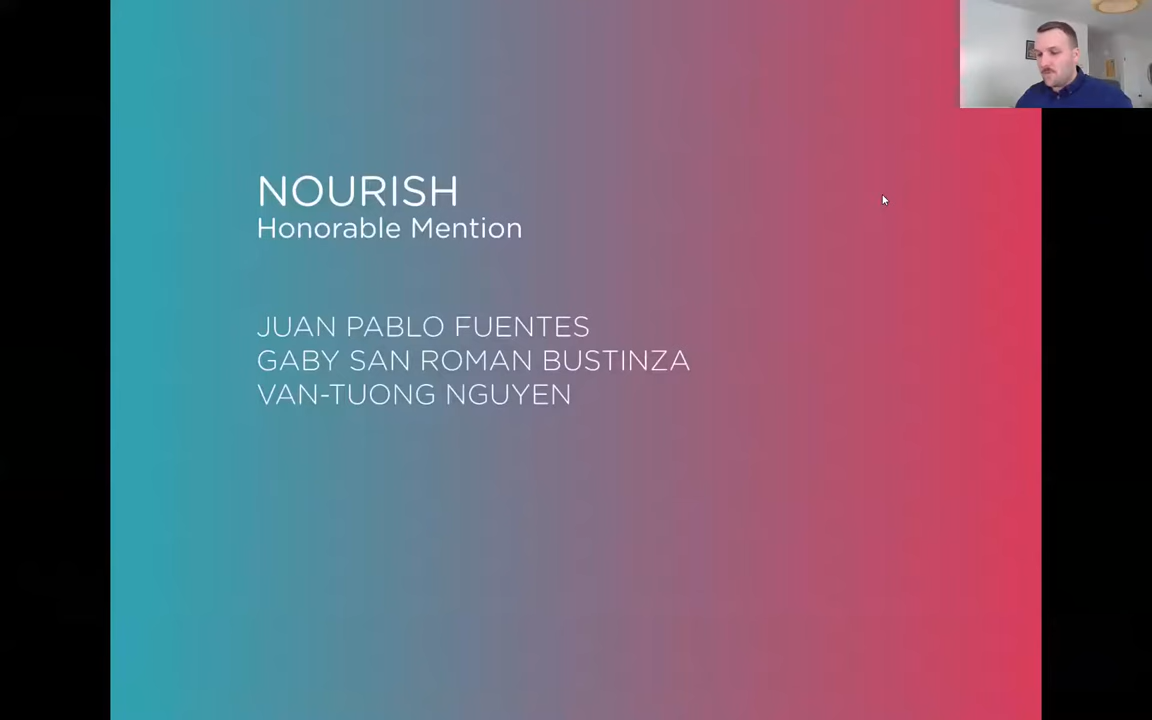 NOURISH
Honorable Mention
JUAN PABLO FUENTES
GABY SAN ROMAN BUSTINZA
VAN-TUONG NGUYEN